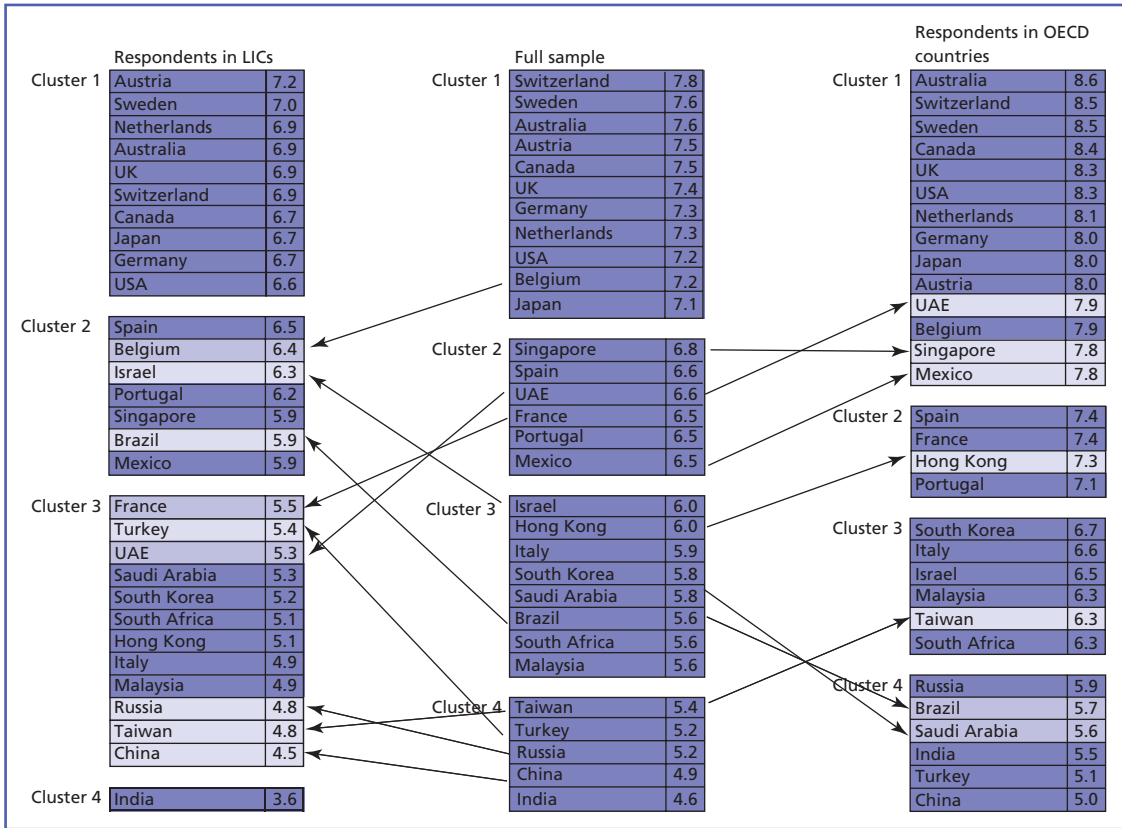 Respondents in LICs
Cluster 1
Austria 7.2
Sweden 7.0
Netherlands 6.9
Australia 6.9
UK 6.9
Switzerland 6.9
Canada 6.7
Japan 6.7
Germany 6.7
USA 6.6
Cluster 2
Spain 6.5
Belgium 6.4
Israel 6.3
Portugal 6.2
Singapore 5.9
Brazil 5.9
Mexico 5.9
Cluster 3
France 5.5
Turkey 5.4
UAE 5.3
Saudi Arabia 5.3
South Korea 5.2
South Africa 5.1
Hong Kong 5.1
Italy 4.9
Malaysia 4.9
Russia 4.8
Taiwan 4.8
China 4.5
Cluster 4
India 3.6
Full sample
Cluster 1
Switzerland 7.8
Sweden 7.6
Australia 7.6
Austria 7.5
Canada 7.5
UK 7.4
Germany 7.3
Netherlands 7.3
USA 7.2
Belgium 7.2
Japan 7.1
Cluster 2
Singapore 6.8
Spain 6.6
UAE 6.6
France 6.5
Portugal 6.5
Mexico 6.5
Cluster 3
Israel 6.0
Hong Kong 6.0
Italy 5.9
South Korea 5.8
Saudi Arabia 5.8
Brazil 5.6
South Africa 5.6
Malaysia 5.6
Cluster 4
Taiwan 5.4
Turkey 5.2
Russia 5.2
China 4.9
India 4.6
Respondents in OECD
countries
Cluster 1
Australia 8.6
Switzerland 8.5
Sweden 8.5
Canada 8.4
UK 8.3
USA 8.3
Netherlands 8.1
Germany 8.0
Japan 8.0
Austria 8.0
UAE 7.9
Belgium 7.9
Singapore 7.8
Mexico 7.8
Cluster 2
Spain 7.4
France 7.4
Hong Kong 7.3
Portugal 7.1
Cluster 3
South Korea 6.7
Italy 6.6
Israel 6.5
Malaysia 6.3
Taiwan 6.3
South Africa 6.3
Cluster 4
Russia 5.9
Brazil 5.7
Saudi Arabia 5.6
India 5.5
Turkey 5.1
China 5.0